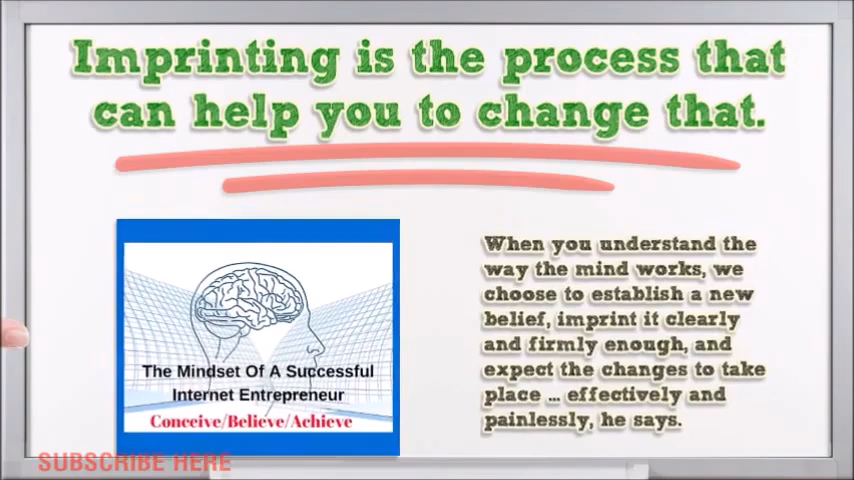 Imprinting is the process that
can help you to change that.
The Mindset Of A Successful
Internet Entrepreneur
Conceive/Believe/Achieve
When you understand the
way the mind works, we
choose to establish a new
belief, imprint it clearly
and firmly enough, and
expect the changes to take
place ... effectively and
painlessly, he says.
SUBSCRIBE HERE